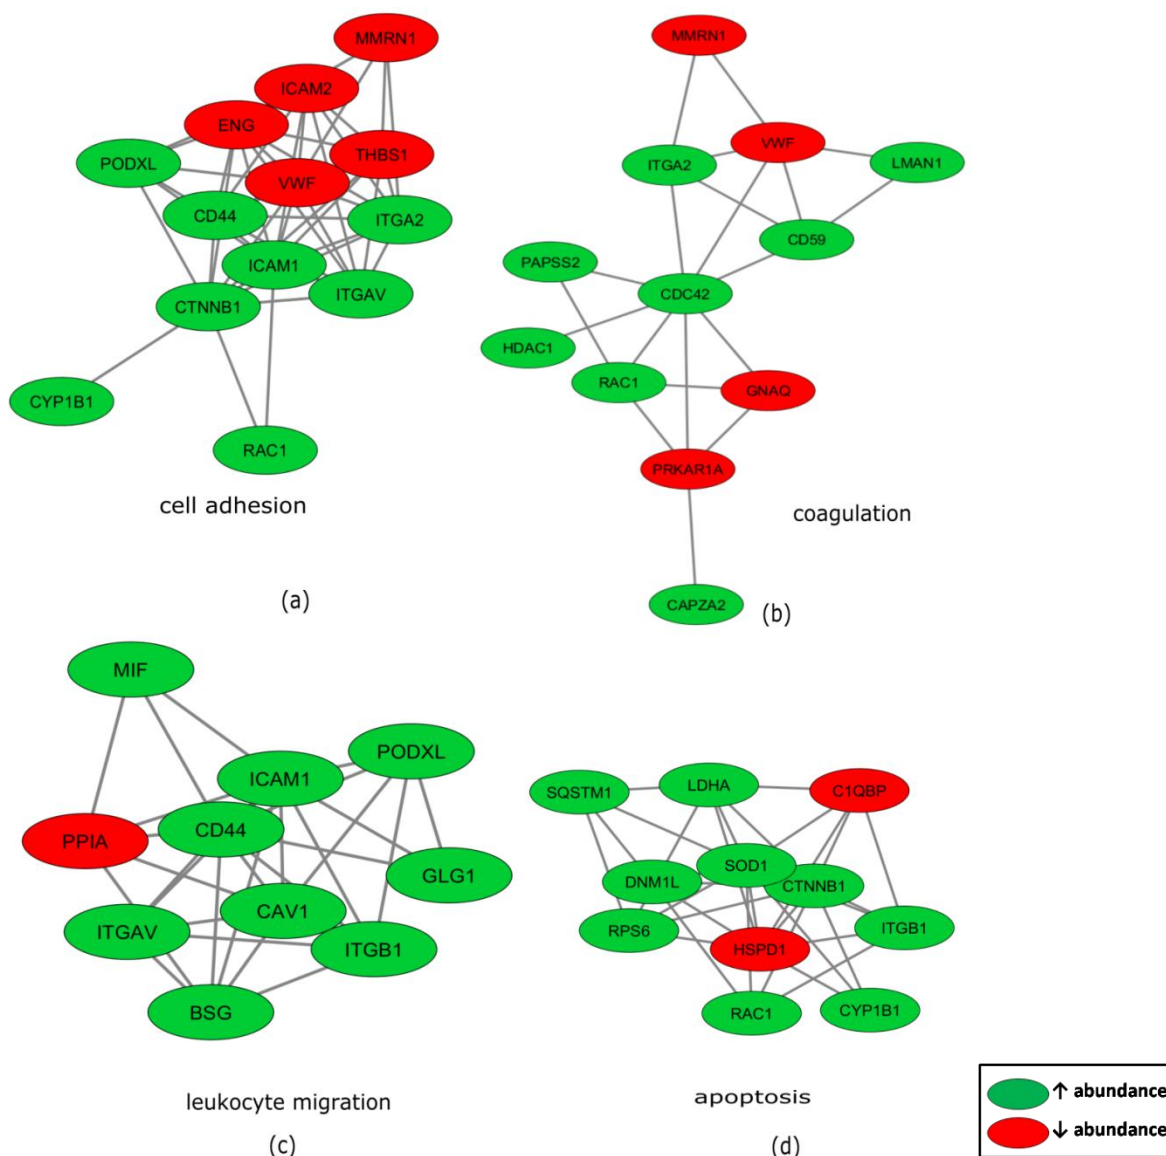 MMRN1
ICAM2
ENG
THBS1
PODXL
VWF
CD44
ITGA2
ICAM1
ITGAV
CTNNB1
CYP1B1
RAC1
cell adhesion
(a)
MMRN1
VWF
ITGA2
LMAN1
CD59
PAPSS2
CDC42
HDAC1
RAC1
GNAQ
PRKAR1A
coagulation
CAPZA2
(b)
MIF
PODXL
ICAM1
CD44
PPIA
GLG1
CAV1
ITGAV
ITGB1
BSG
leukocyte migration
(c)
LDHA
C1QBP
SQSTM1
SOD1
DNM1L
CTNNB1
RPS6
ITGB1
HSPD1
RAC1
CYP1B1
apoptosis
(d)
↑ abundance
↓ abundance